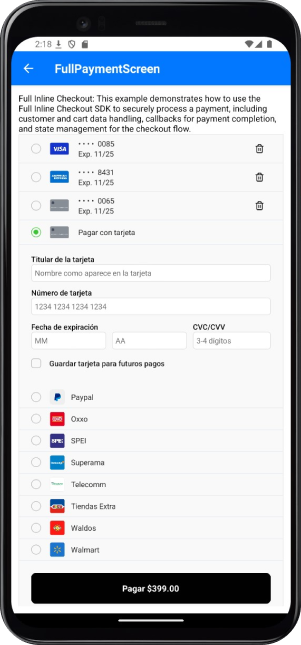 2:18
FullPaymentScreen
Full Inline Checkout: This example demonstrates how to use the
Full Inline Checkout SDK to securely process a payment, including
customer and cart data handling, callbacks for payment completion,
and state management for the checkout flow.
VISA
•••• 0085
Exp. 11/25
•••• 8431
Exp. 11/25
•••• 0065
Exp. 11/25
Pagar con tarjeta
Titular de la tarjeta
Nombre como aparece en la tarjeta
Número de tarjeta
1234 1234 1234 1234
Fecha de expiración
CVC/CVV
MM
AA
3-4 dígitos
Guardar tarjeta para futuros pagos
Paypal
Oxxo
SPEI
SPEI
Superama
Telecomm
Tiendas Extra
Waldos
Walmart
Pagar $399.00